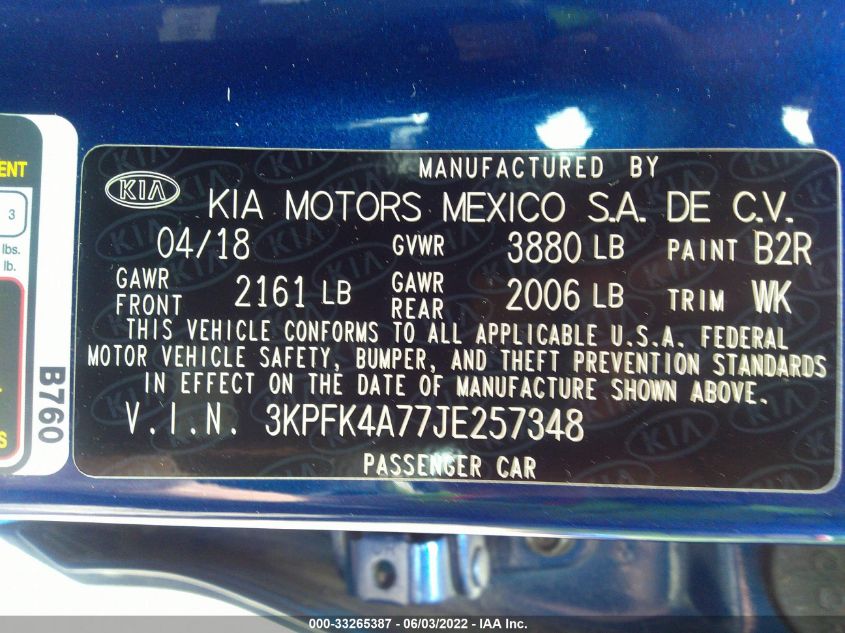 MANUFACTURED BY
KIA
KIA MOTORS MEXICO S.A. DE C.V.
04/18 GVWR 3880 LB PAINT B2R
GAWR FRONT 2161 LB GAWR REAR 2006 LB TRIM WK
THIS VEHICLE CONFORMS TO ALL APPLICABLE U.S.A. FEDERAL
MOTOR VEHICLE SAFETY, BUMPER, AND THEFT PREVENTION STANDARDS
IN EFFECT ON THE DATE OF MANUFACTURE SHOWN ABOVE.
V.I.N. 3KPFK4A77JE257348
PASSENGER CAR
3
lbs.
lb.
B760
000-33265387 - 06/03/2022 - IAA Inc.